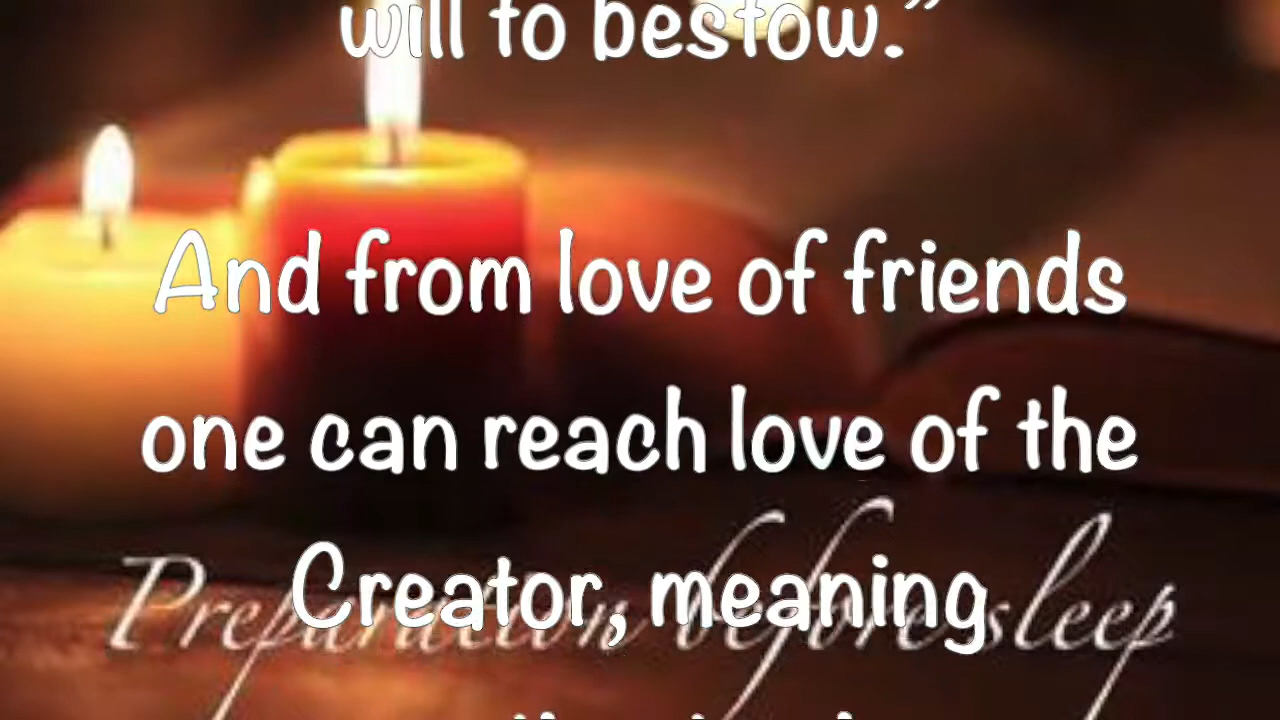 will to bestow.”
And from love of friends
one can reach love of the
Creator, meaning
Preparation before sleep